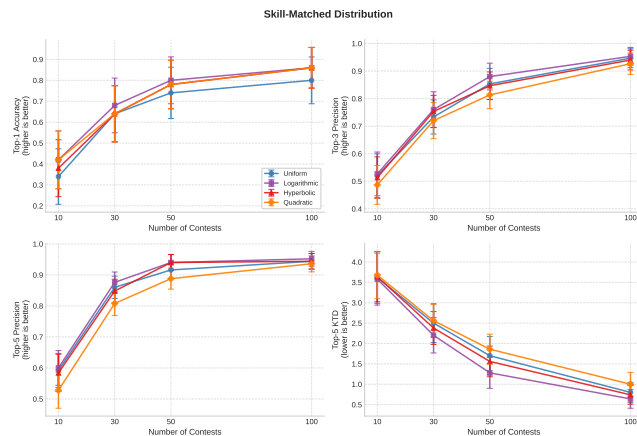 Skill-Matched Distribution
Top-1 Accuracy
(higher is better)
0.9
0.8
0.7
0.6
0.5
0.4
0.3
0.2
10
30
50
100
Number of Contests
Uniform
Logarithmic
Hyperbolic
Quadratic
Top-3 Precision
(higher is better)
1.0
0.9
0.8
0.7
0.6
0.5
0.4
10
30
50
100
Number of Contests
Top-5 Precision
(higher is better)
1.0
0.9
0.8
0.7
0.6
0.5
10
30
50
100
Number of Contests
Top-5 KTD
(lower is better)
4.0
3.5
3.0
2.5
2.0
1.5
1.0
0.5
10
30
50
100
Number of Contests